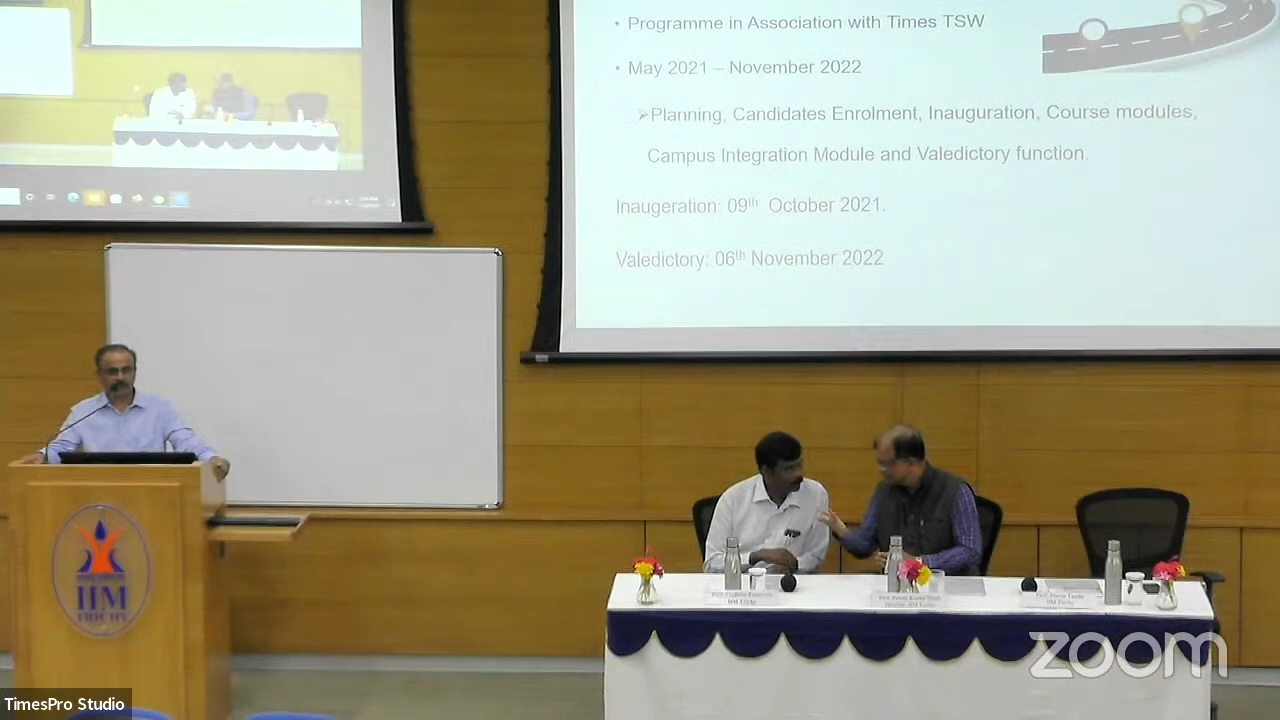 • Programme in Association with Times TSW
• May 2021 – November 2022
➢Planning, Candidates Enrolment, Inauguration, Course modules,
Campus Integration Module and Valedictory function.
Inaugeration: 09th October 2021.
Valedictory: 06th November 2022
IIM
TRICHY
zoom
TimesPro Studio